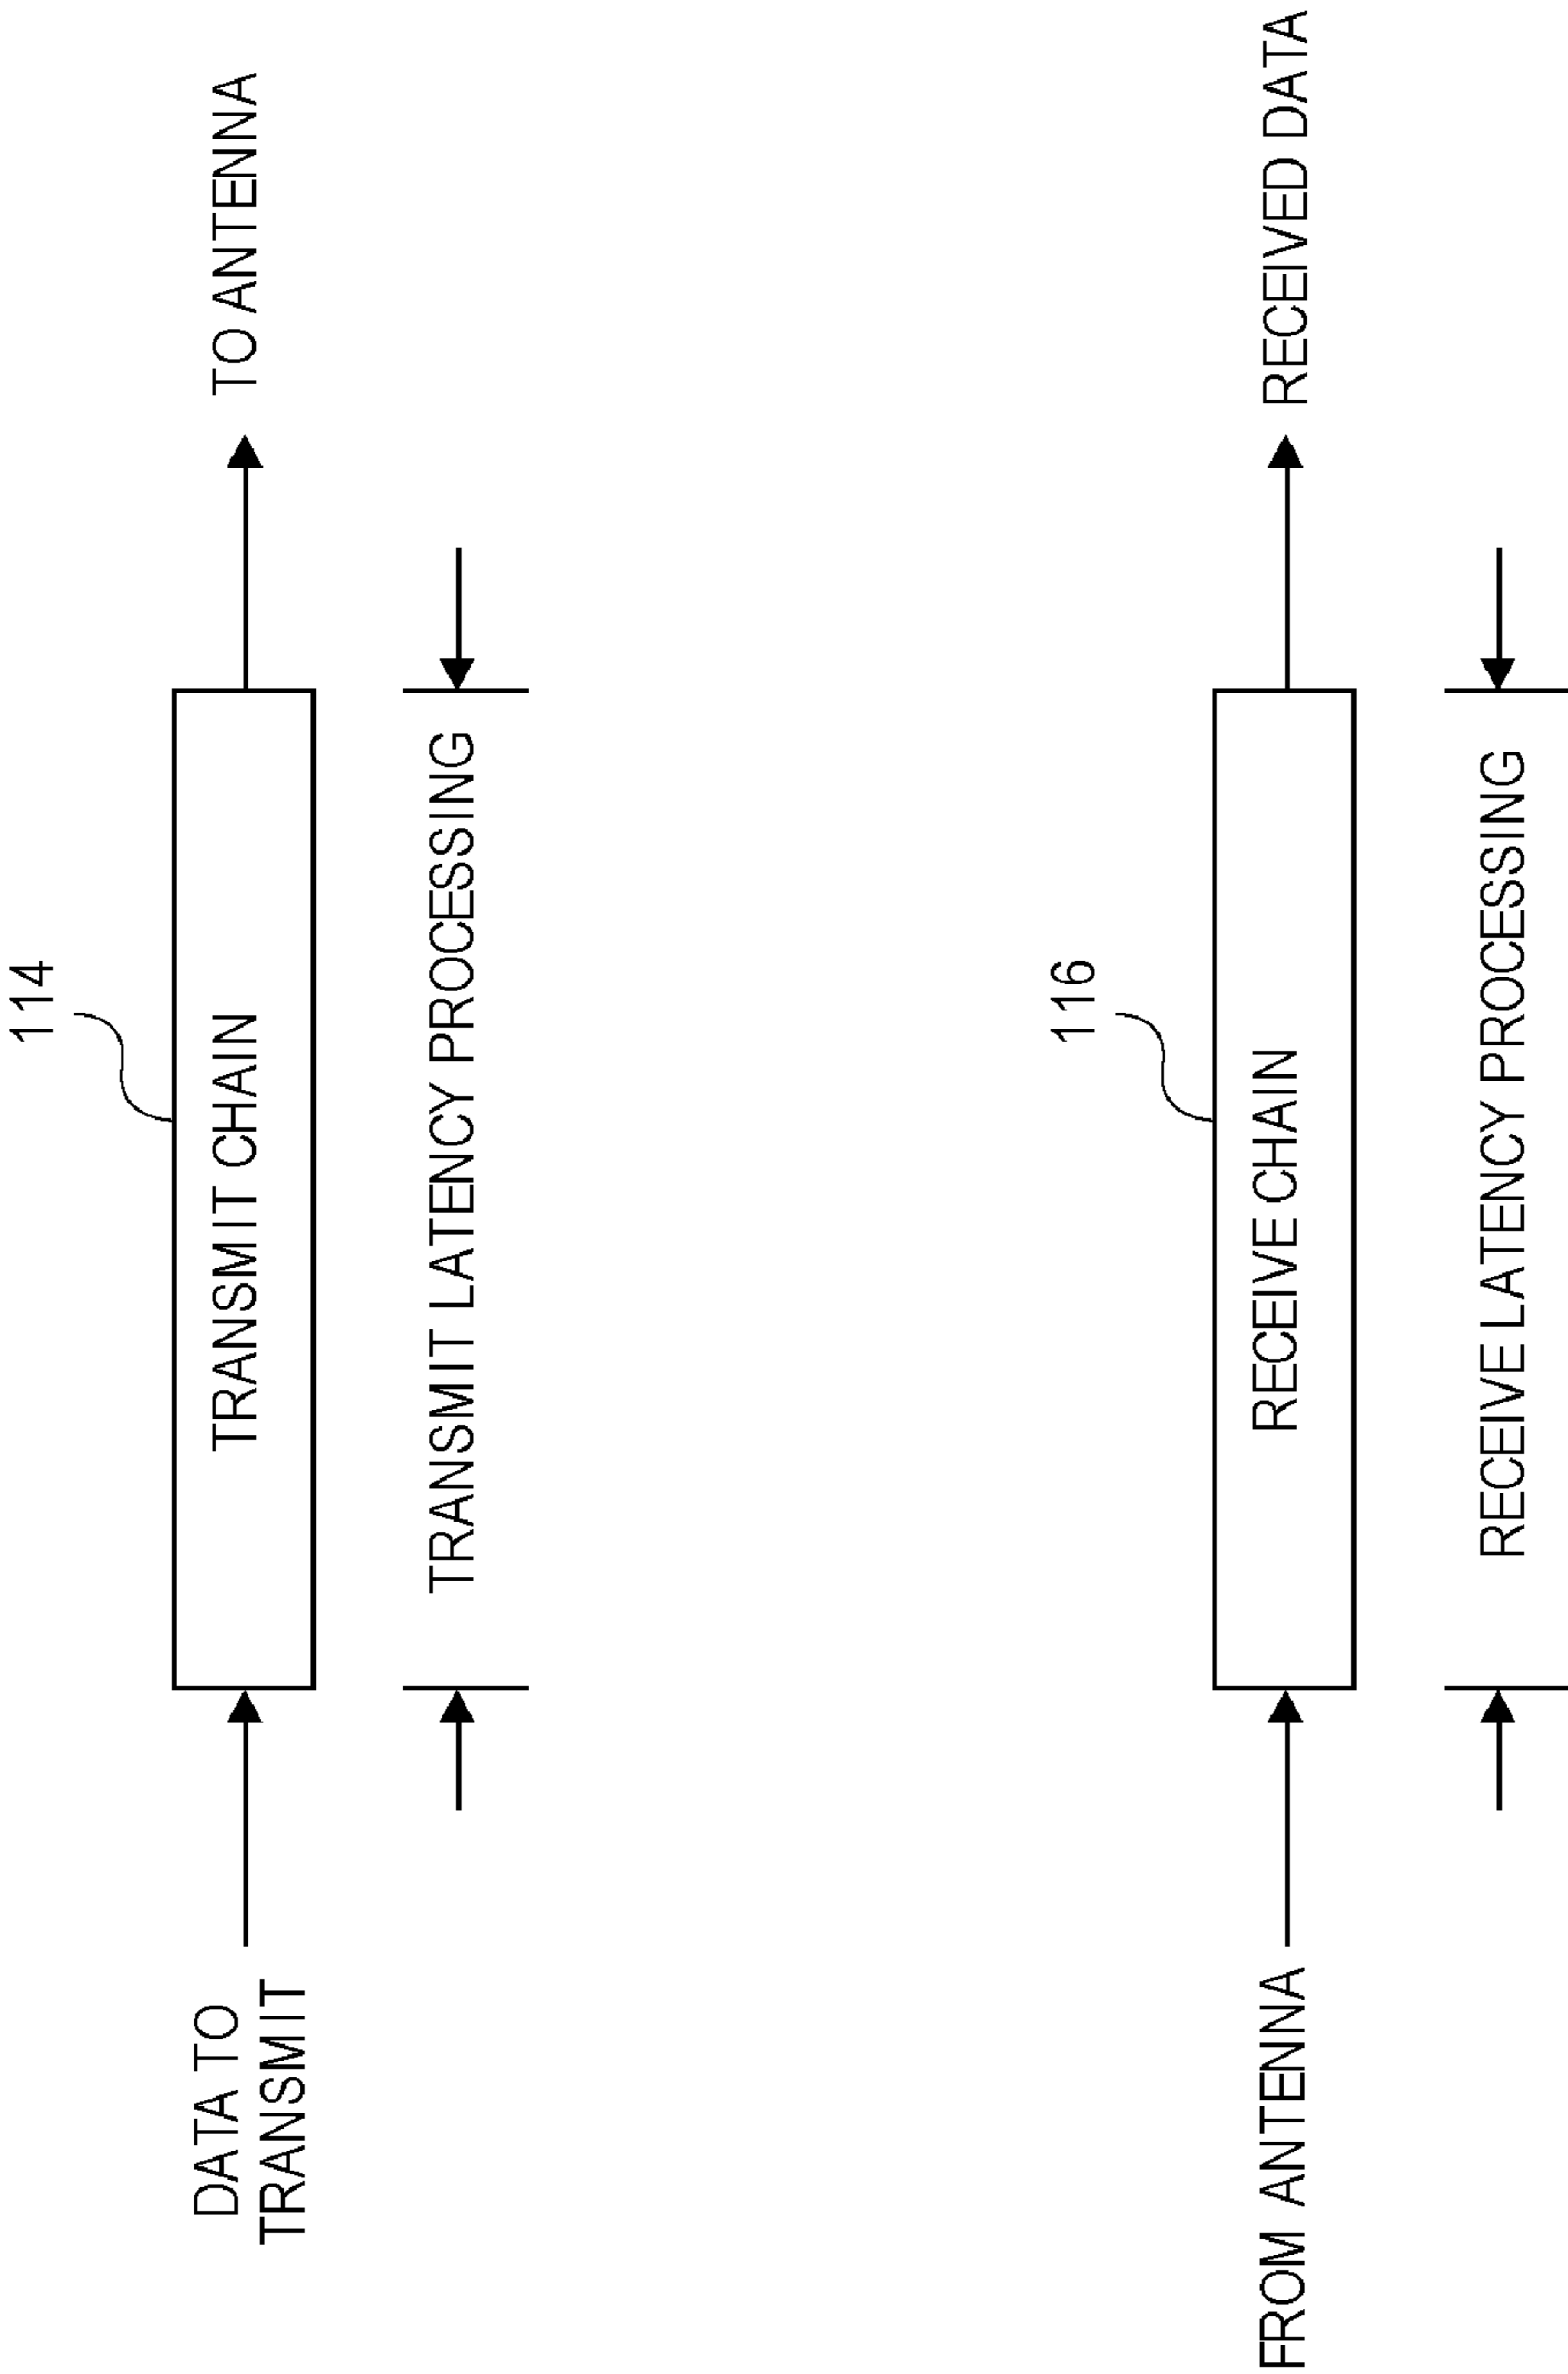 114
DATA TO
TRANSMIT
TRANSMIT CHAIN
TO ANTENNA
TRANSMIT LATENCY PROCESSING
116
FROM ANTENNA
RECEIVE CHAIN
RECEIVED DATA
RECEIVE LATENCY PROCESSING